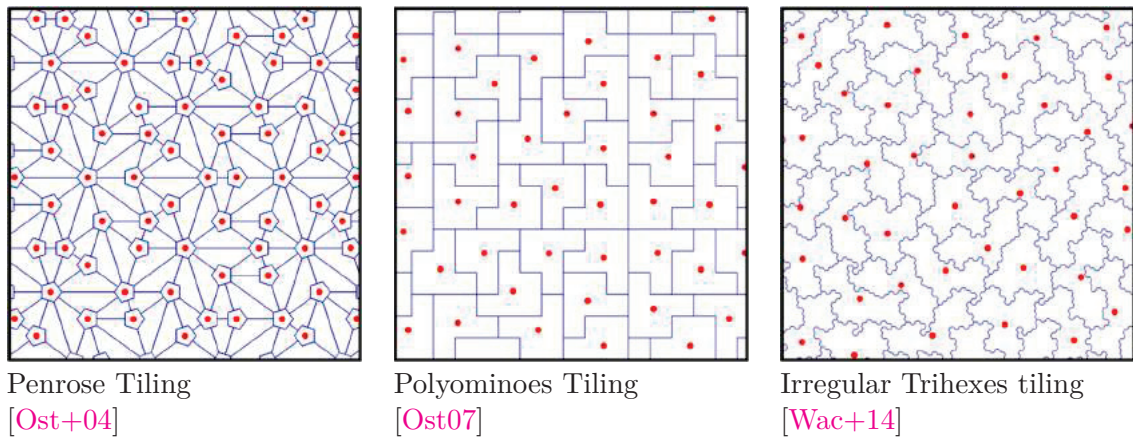 Penrose Tiling
[Ost+04]
Polyominoes Tiling
[Ost07]
Irregular Trihexes tiling
[Wac+14]